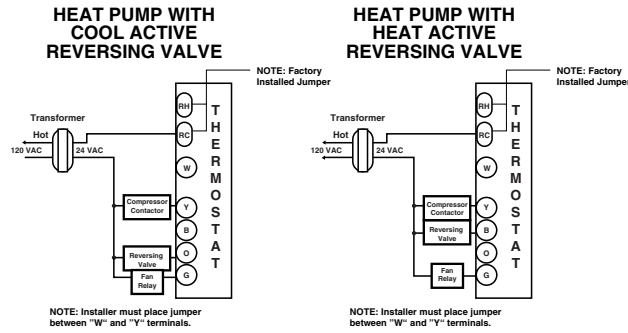 HEAT PUMP WITH
COOL ACTIVE
REVERSING VALVE
NOTE: Factory
Installed Jumper
Transformer
Hot
120 VAC
24 VAC
RH
RC
W
Y
B
O
G
T
H
E
R
M
O
S
T
A
T
Compressor
Contactor
Reversing
Valve
Fan
Relay
NOTE: Installer must place jumper
between "W“ and "Y“ terminals.
HEAT PUMP WITH
HEAT ACTIVE
REVERSING VALVE
NOTE: Factory
Installed Jumper
Transformer
Hot
120 VAC
24 VAC
RH
RC
W
Y
B
O
G
T
H
E
R
M
O
S
T
A
T
Compressor
Contactor
Reversing
Valve
Fan
Relay
NOTE: Installer must place jumper
between "W“ and "Y“ terminals.